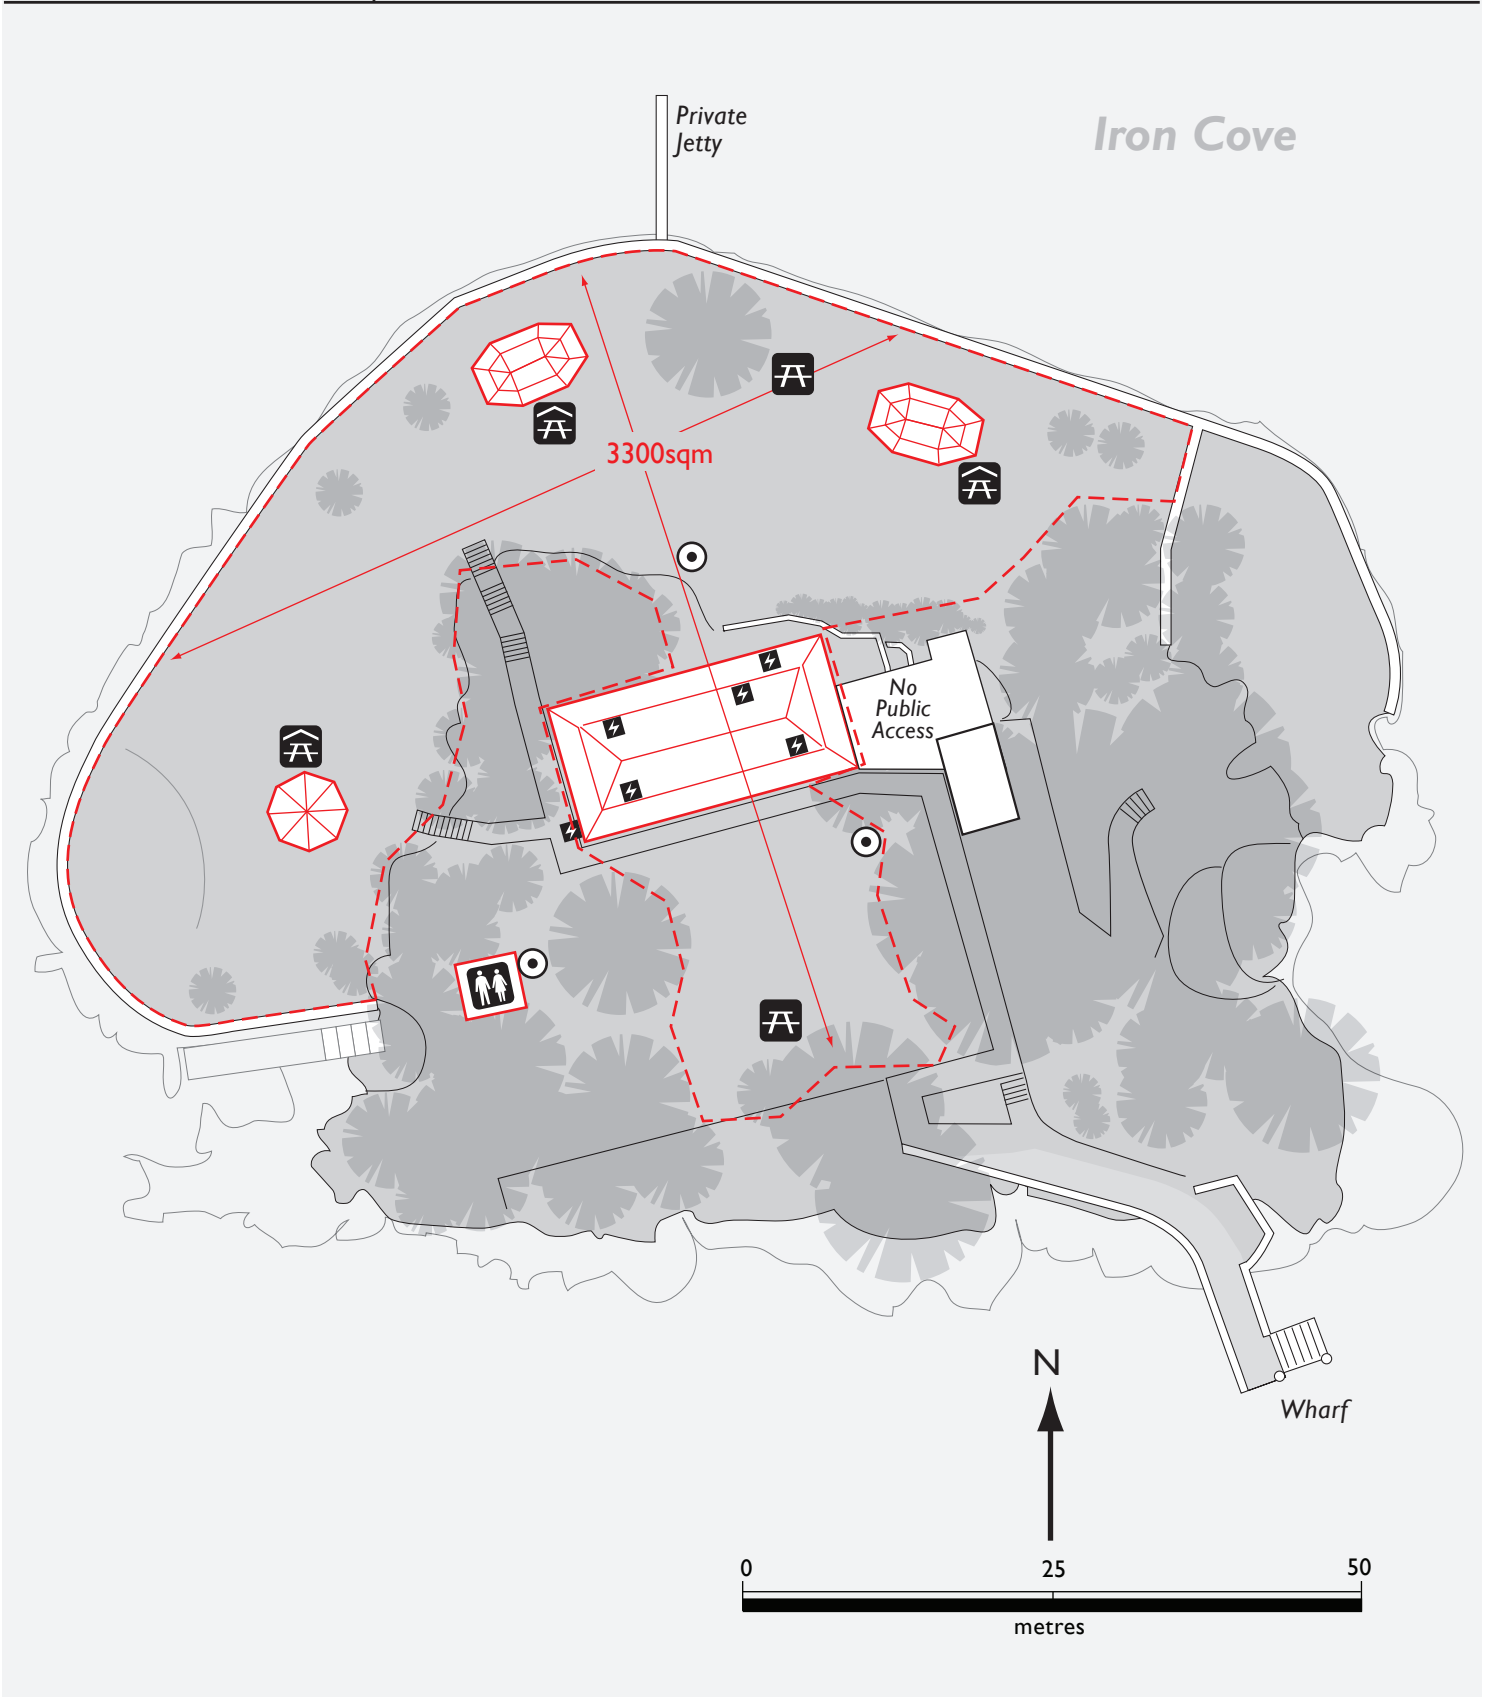 Private
Jetty
Iron Cove
3300sqm
No
Public
Access
N
Wharf
0 25 50
metres